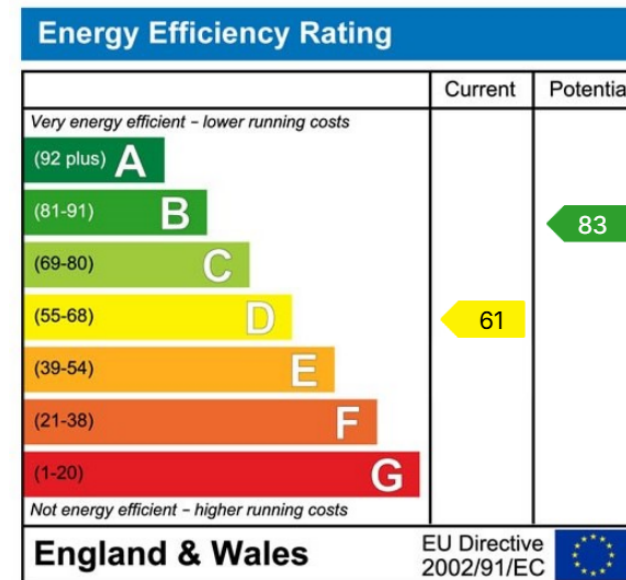 Energy Efficiency Rating
Current Potentia
Very energy efficient – lower running costs
(92 plus) A
(81-91) B
83
(69-80) C
(55-68) D
61
(39-54) E
(21-38) F
(1-20) G
Not energy efficient – higher running costs
England & Wales
EU Directive
2002/91/EC